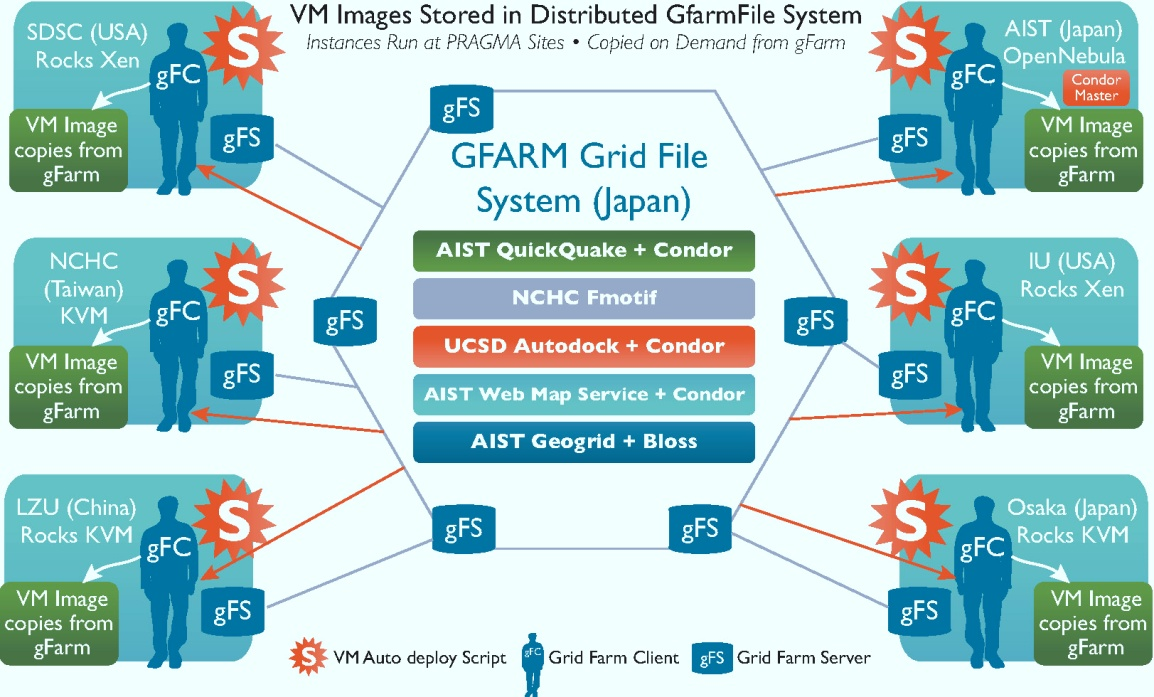 VM Images Stored in Distributed GfarmFile System
Instances Run at PRAGMA Sites • Copied on Demand from gFarm
SDSC (USA)
Rocks Xen
S
gFC
VM Image
copies from
gFarm
gFS
AIST (Japan)
OpenNebula
Condor
Master
S
gFC
VM Image
copies from
gFarm
gFS
gFS
GFARM Grid File
System (Japan)
AIST QuickQuake + Condor
NCHC Fmotif
UCSD Autodock + Condor
AIST Web Map Service + Condor
AIST Geogrid + Bloss
gFS
gFS
gFS
gFS
NCHC
(Taiwan)
KVM
S
gFC
VM Image
copies from
gFarm
gFS
IU (USA)
Rocks Xen
S
gFC
VM Image
copies from
gFarm
gFS
LZU (China)
Rocks KVM
S
gFC
VM Image
copies from
gFarm
gFS
Osaka (Japan)
Rocks KVM
S
gFC
VM Image
copies from
gFarm
gFS
S VM Auto deploy Script gFC Grid Farm Client gFS Grid Farm Server